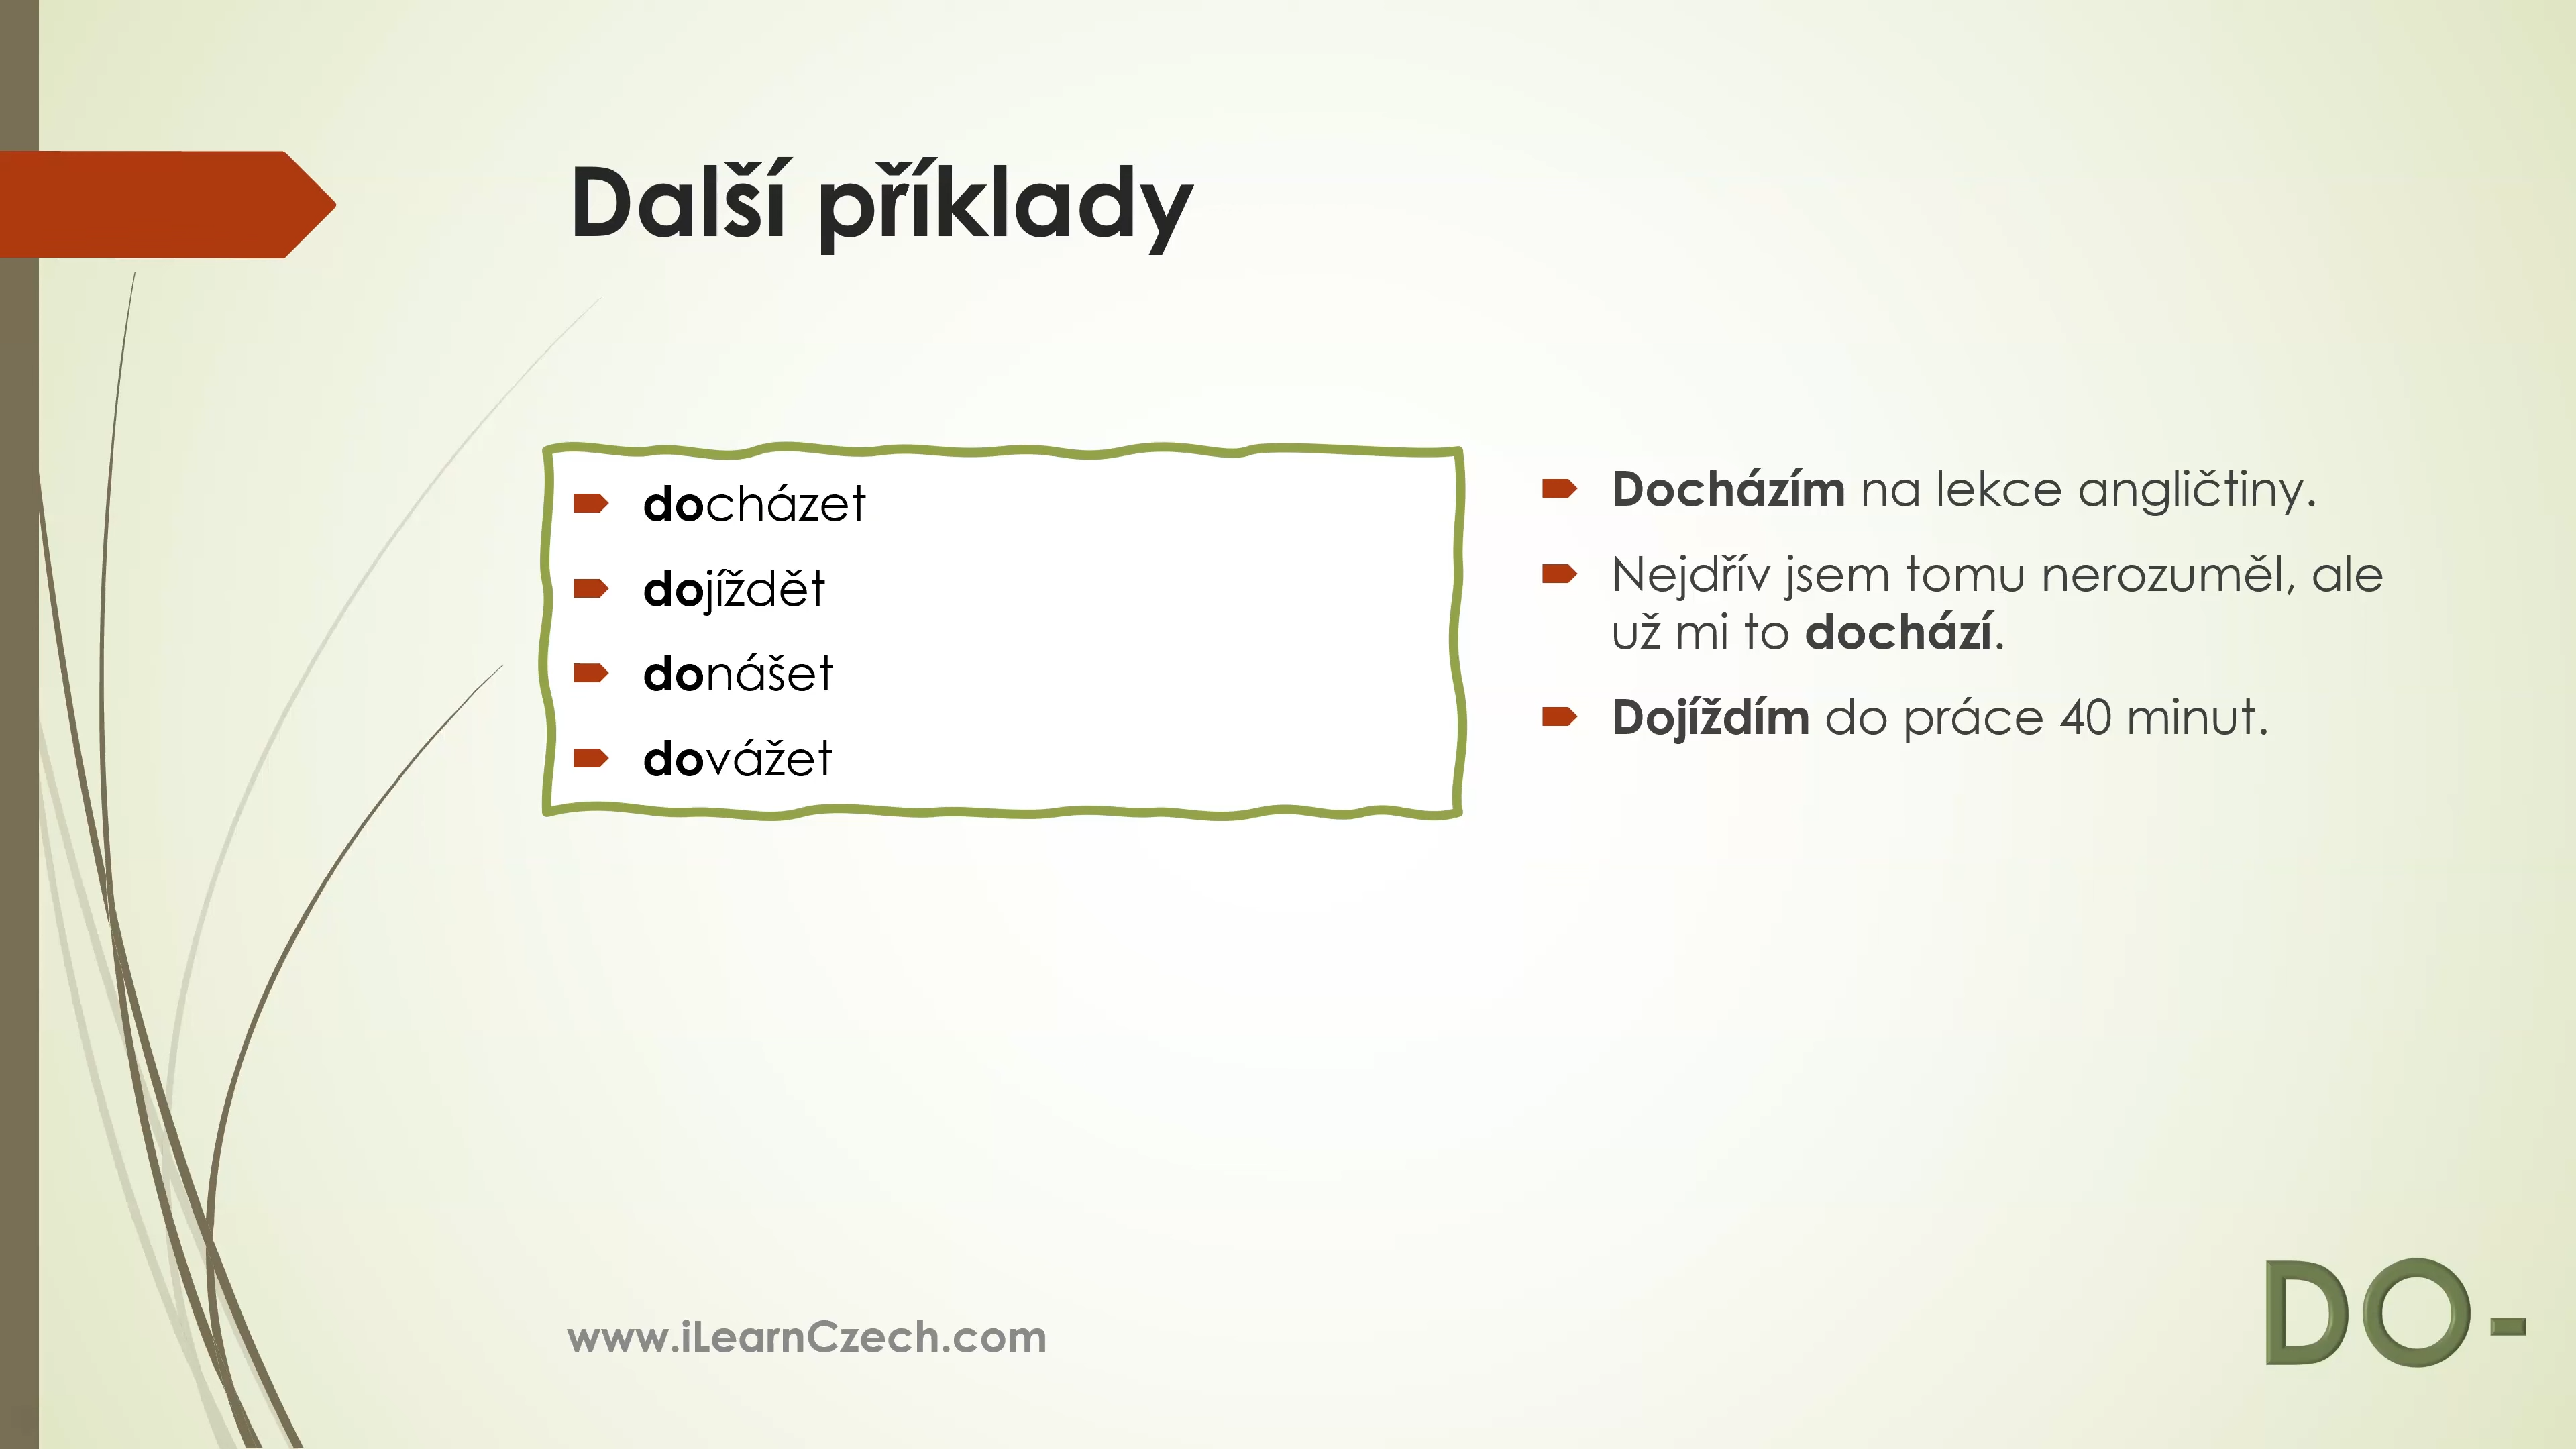 Další příklady
docházet
dojíždět
donášet
dovážet
Docházím na lekce angličtiny.
Nejdřív jsem tomu nerozuměl, ale
už mi to dochází.
Dojíždím do práce 40 minut.
www.iLearnCzech.com
DO-